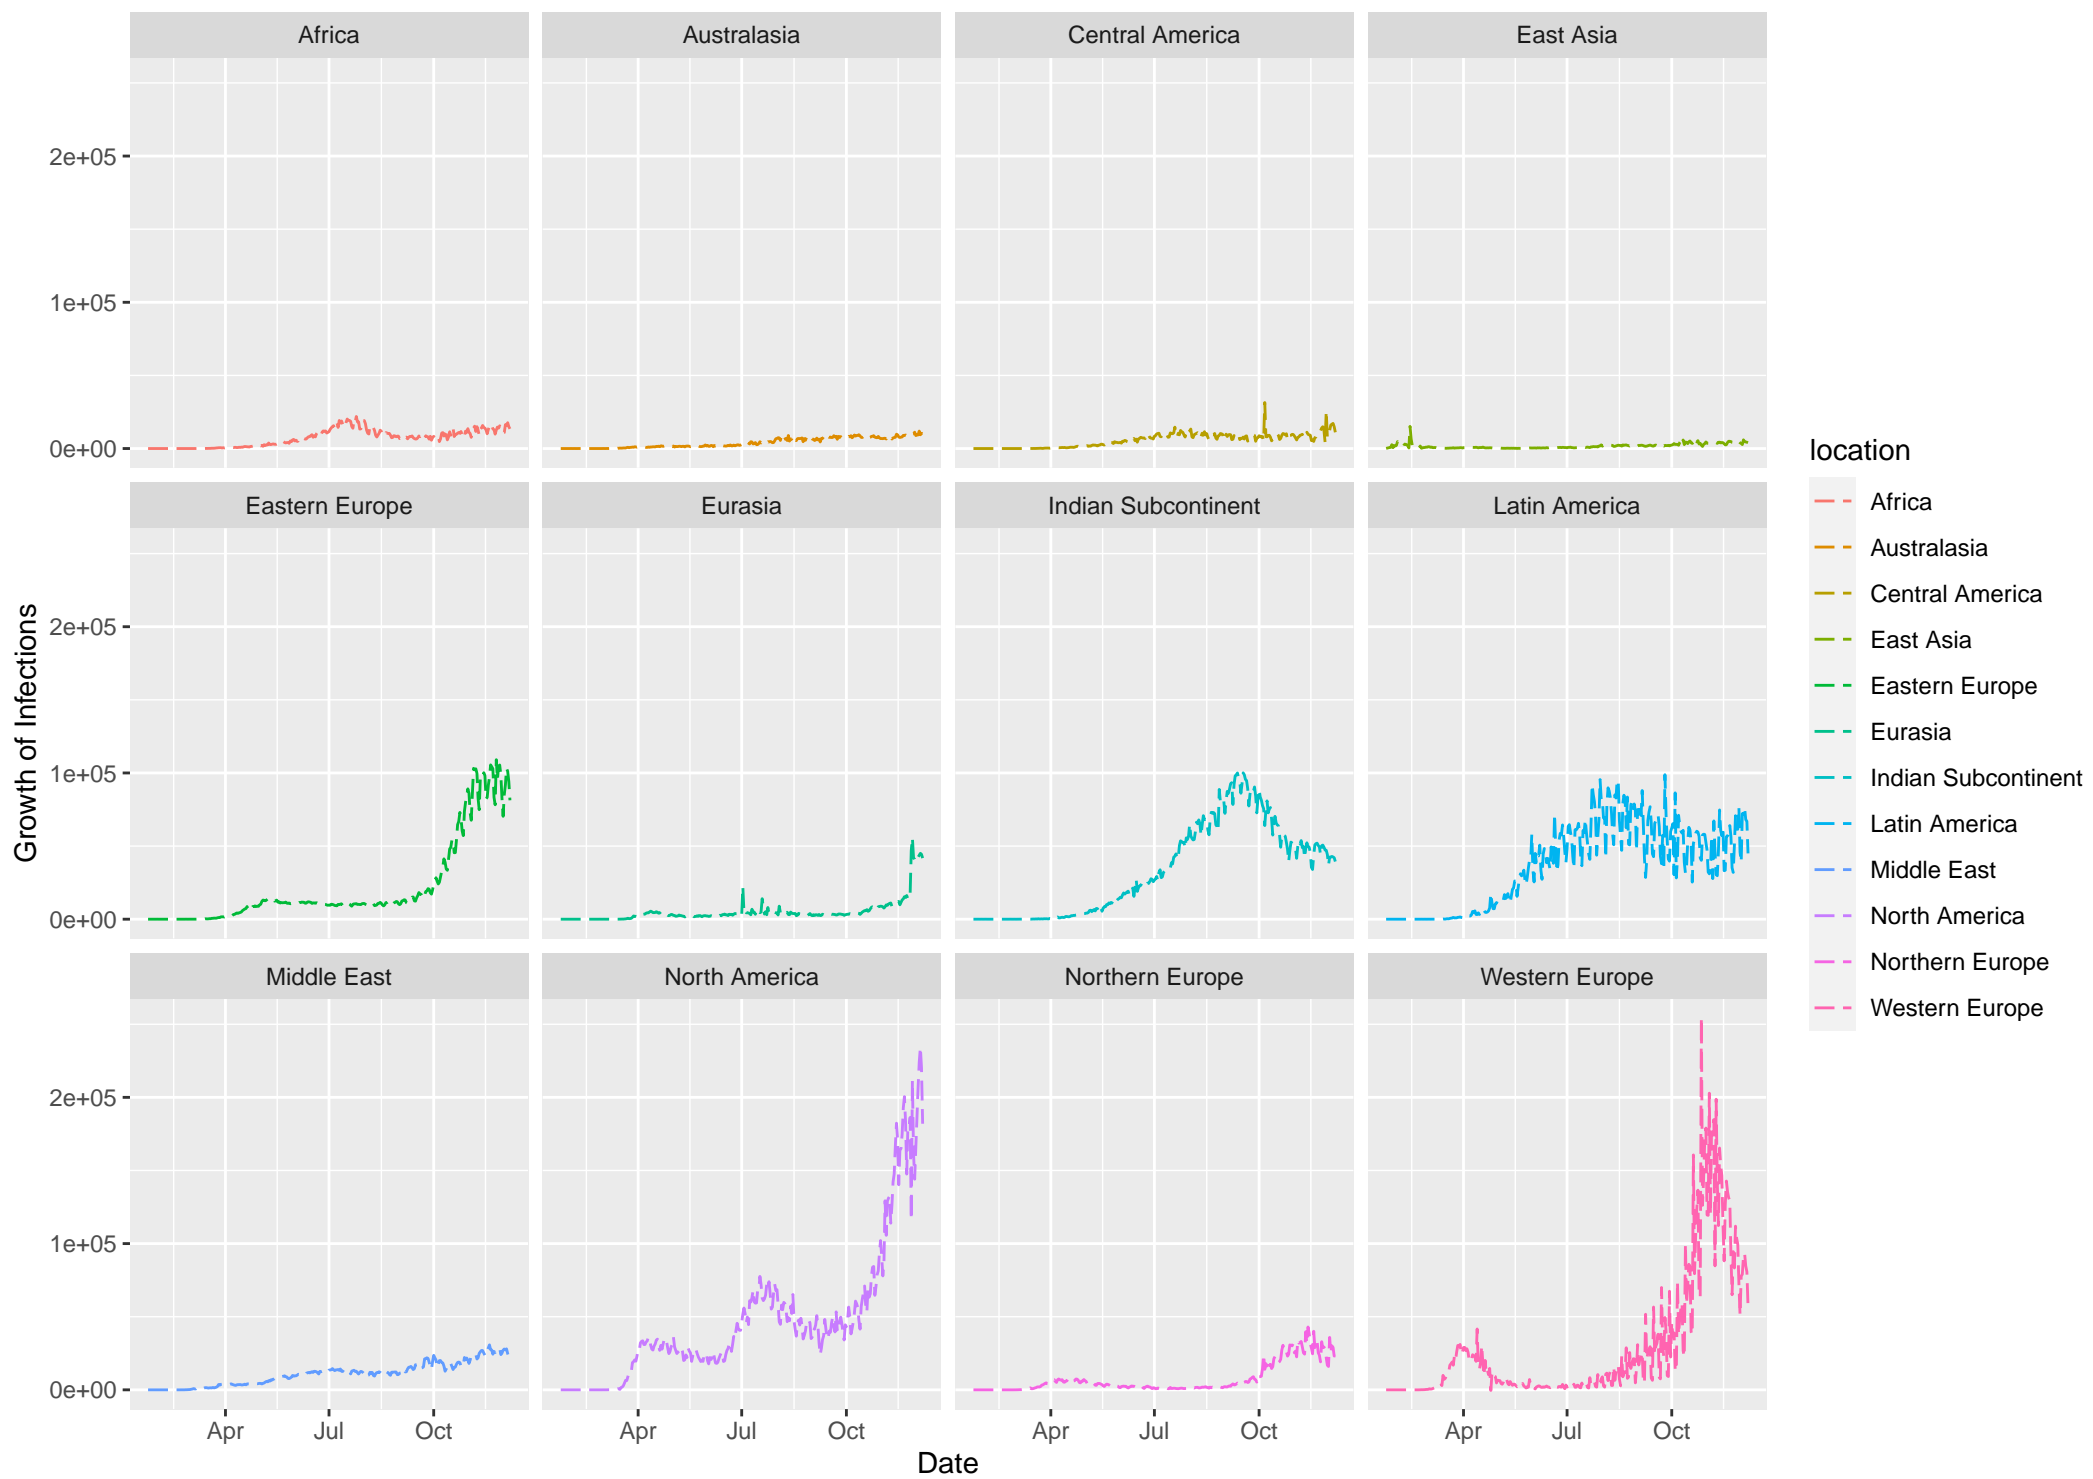 Africa
Australasia
Central America
East Asia
2e+05
1e+05
0e+00
Eastern Europe
Eurasia
Indian Subcontinent
Latin America
2e+05
1e+05
0e+00
Middle East
North America
Northern Europe
Western Europe
2e+05
1e+05
0e+00
Apr Jul Oct
Apr Jul Oct
Apr Jul Oct
Apr Jul Oct
Date
Growth of Infections
location
Africa
Australasia
Central America
East Asia
Eastern Europe
Eurasia
Indian Subcontinent
Latin America
Middle East
North America
Northern Europe
Western Europe